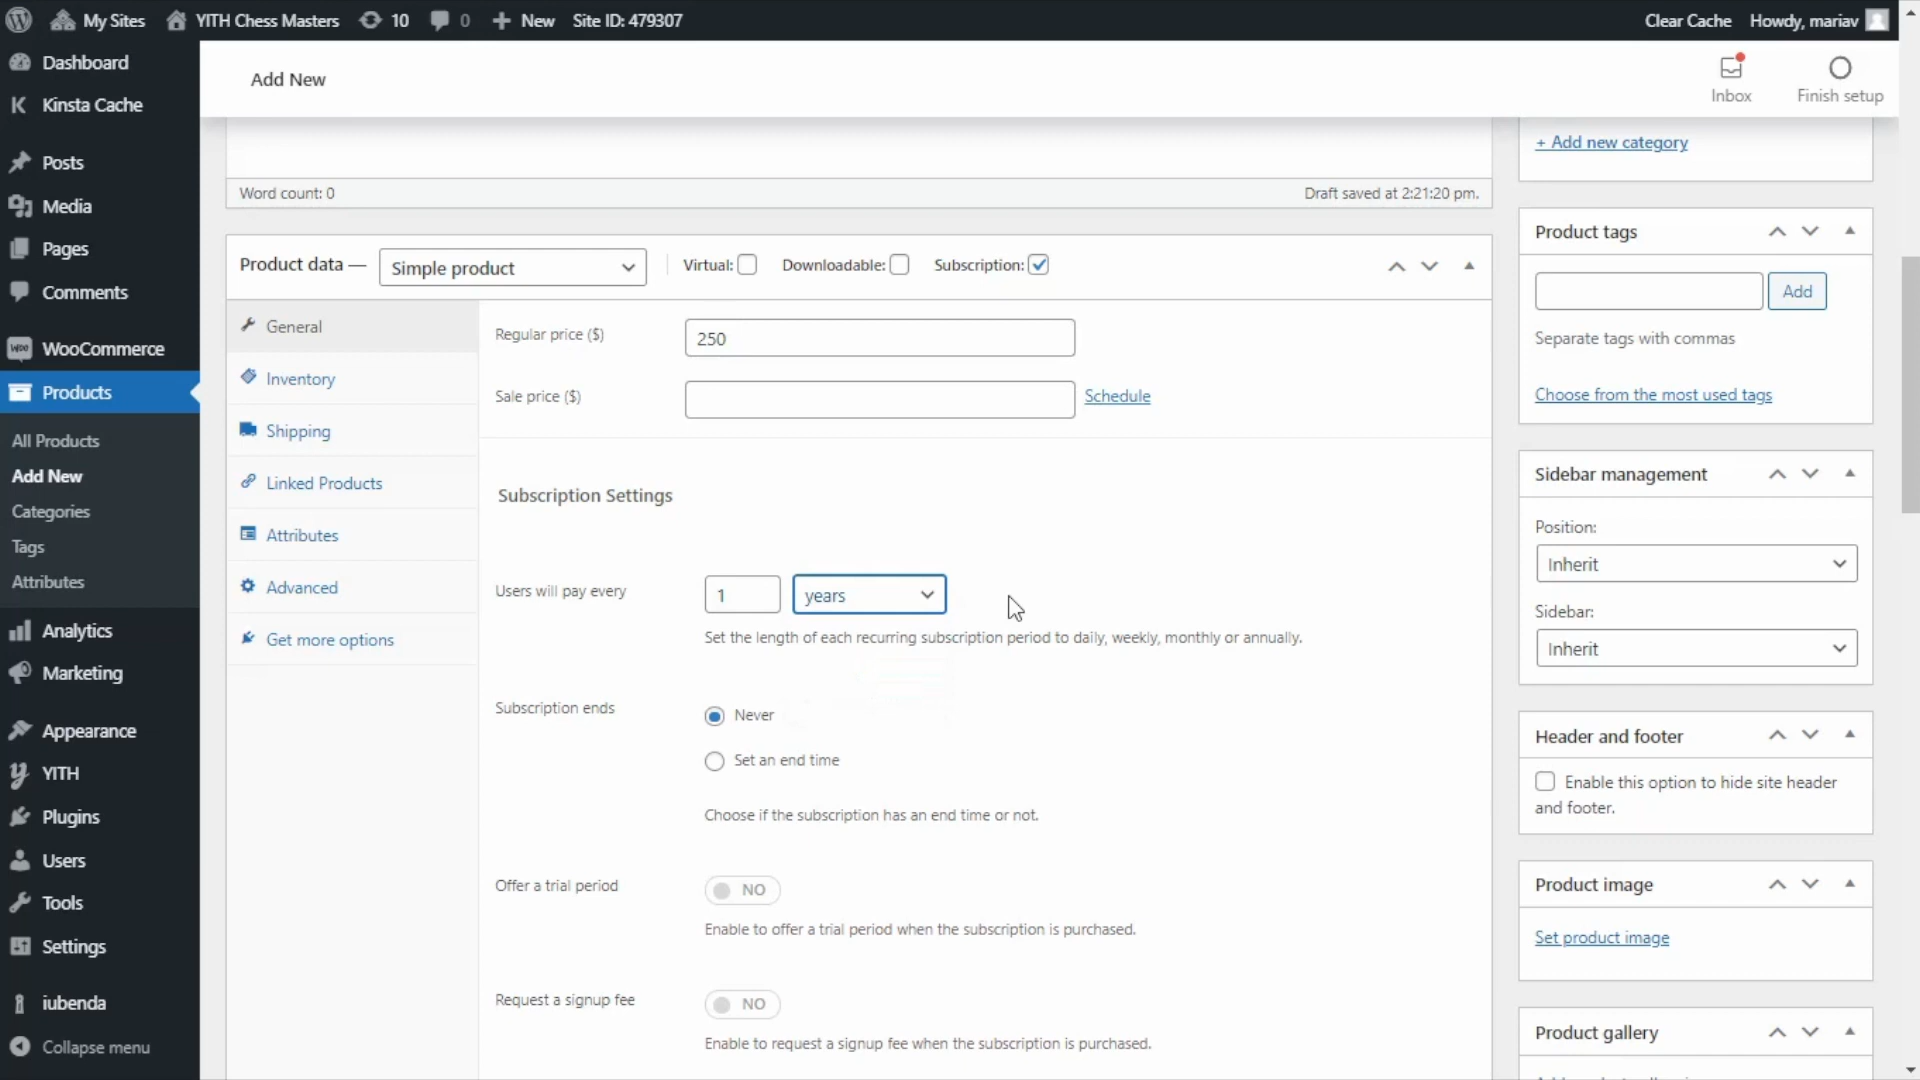 My Sites
YITH Chess Masters
10
0
New
Site ID: 479307
Clear Cache
Howdy, mariav
Dashboard
Kinsta Cache
Posts
Media
Pages
Comments
WooCommerce
Products
All Products
Add New
Categories
Tags
Attributes
Analytics
Marketing
Appearance
YITH
Plugins
Users
Tools
Settings
iubenda
Collapse menu
Add New
Inbox
Finish setup
Word count: 0
Draft saved at 2:21:20 pm.
Product data —
Simple product
Virtual:
Downloadable:
Subscription:
General
Inventory
Shipping
Linked Products
Attributes
Advanced
Get more options
Regular price ($)
250
Sale price ($)
Schedule
Subscription Settings
Users will pay every
1
years
Set the length of each recurring subscription period to daily, weekly, monthly or annually.
Subscription ends
Never
Set an end time
Choose if the subscription has an end time or not.
Offer a trial period
NO
Enable to offer a trial period when the subscription is purchased.
Request a signup fee
NO
Enable to request a signup fee when the subscription is purchased.
+ Add new category
Product tags
Add
Separate tags with commas
Choose from the most used tags
Sidebar management
Position:
Inherit
Sidebar:
Inherit
Header and footer
Enable this option to hide site header
and footer.
Product image
Set product image
Product gallery